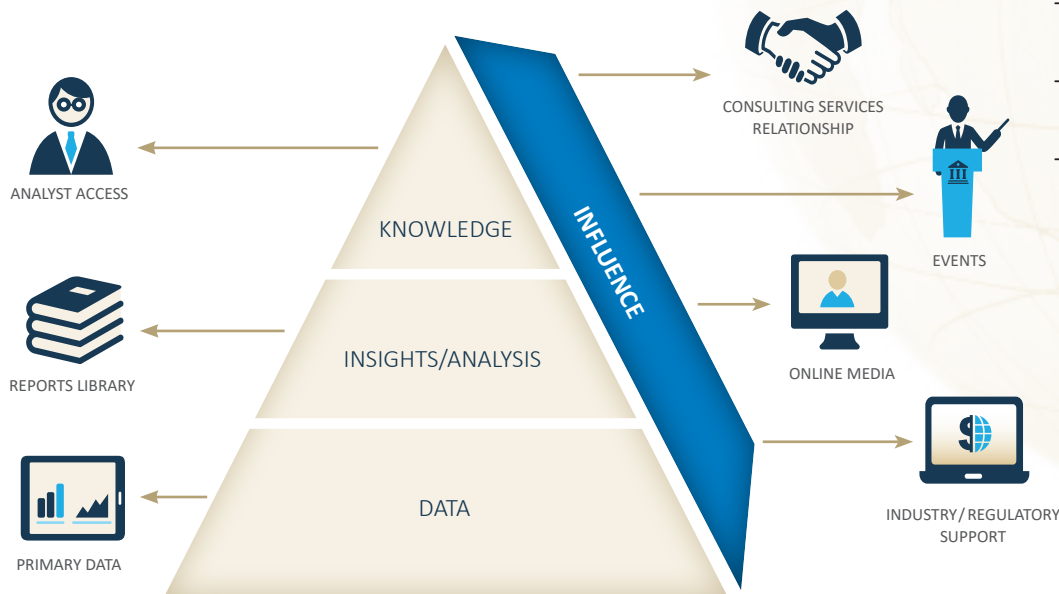 CONSULTING SERVICES
RELATIONSHIP
ANALYST ACCESS
KNOWLEDGE
INFLUENCE
EVENTS
INSIGHTS/ANALYSIS
REPORTS LIBRARY
ONLINE MEDIA
DATA
INDUSTRY/REGULATORY
SUPPORT
PRIMARY DATA